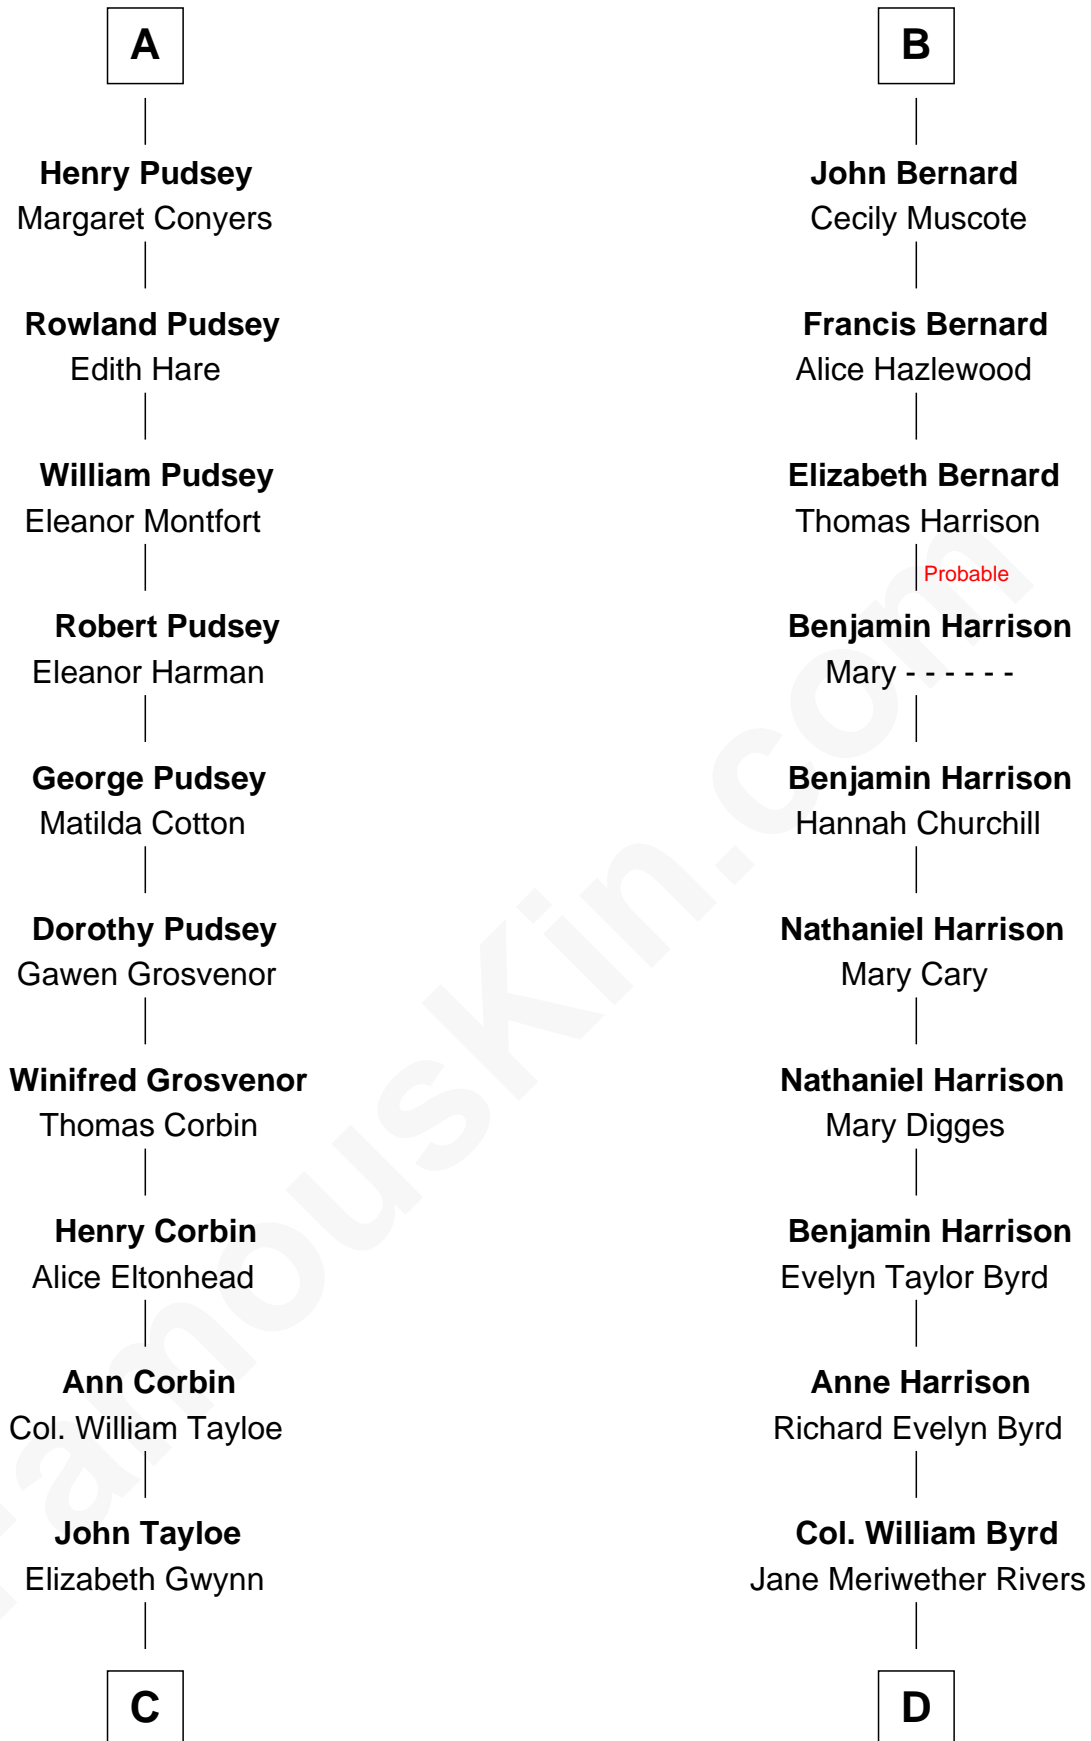 A
Henry Pudsey
Margaret Conyers
Rowland Pudsey
Edith Hare
William Pudsey
Eleanor Montfort
Robert Pudsey
Eleanor Harman
George Pudsey
Matilda Cotton
Dorothy Pudsey
Gawen Grosvenor
Winifred Grosvenor
Thomas Corbin
Henry Corbin
Alice Eltonhead
Ann Corbin
Col. William Tayloe
John Tayloe
Elizabeth Gwynn
C
B
John Bernard
Cecily Muscote
Francis Bernard
Alice Hazlewood
Elizabeth Bernard
Thomas Harrison
Probable
Benjamin Harrison
Mary - - - - - -
Benjamin Harrison
Hannah Churchill
Nathaniel Harrison
Mary Cary
Nathaniel Harrison
Mary Digges
Benjamin Harrison
Evelyn Taylor Byrd
Anne Harrison
Richard Evelyn Byrd
Col. William Byrd
Jane Meriwether Rivers
D
FamousKin.com